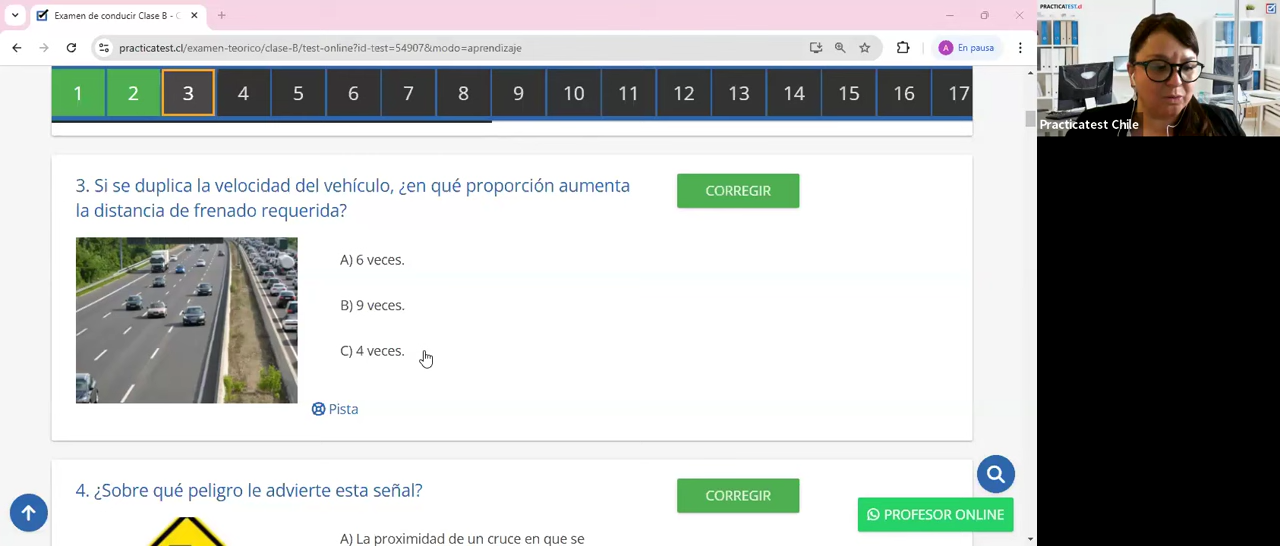 Examen de conducir Clase B - C
practicatest.cl/examen-teorico/clase-B/test-online?id-test=54907&modo=aprendizaje
A En pausa
PRACTICATEST.cl
Practicatest Chile
1 2 3 4 5 6 7 8 9 10 11 12 13 14 15 16 17
3. Si se duplica la velocidad del vehículo, ¿en qué proporción aumenta
la distancia de frenado requerida?
CORREGIR
A) 6 veces.
B) 9 veces.
C) 4 veces.
Pista
4. ¿Sobre qué peligro le advierte esta señal?
CORREGIR
A) La proximidad de un cruce en que se
PROFESOR ONLINE